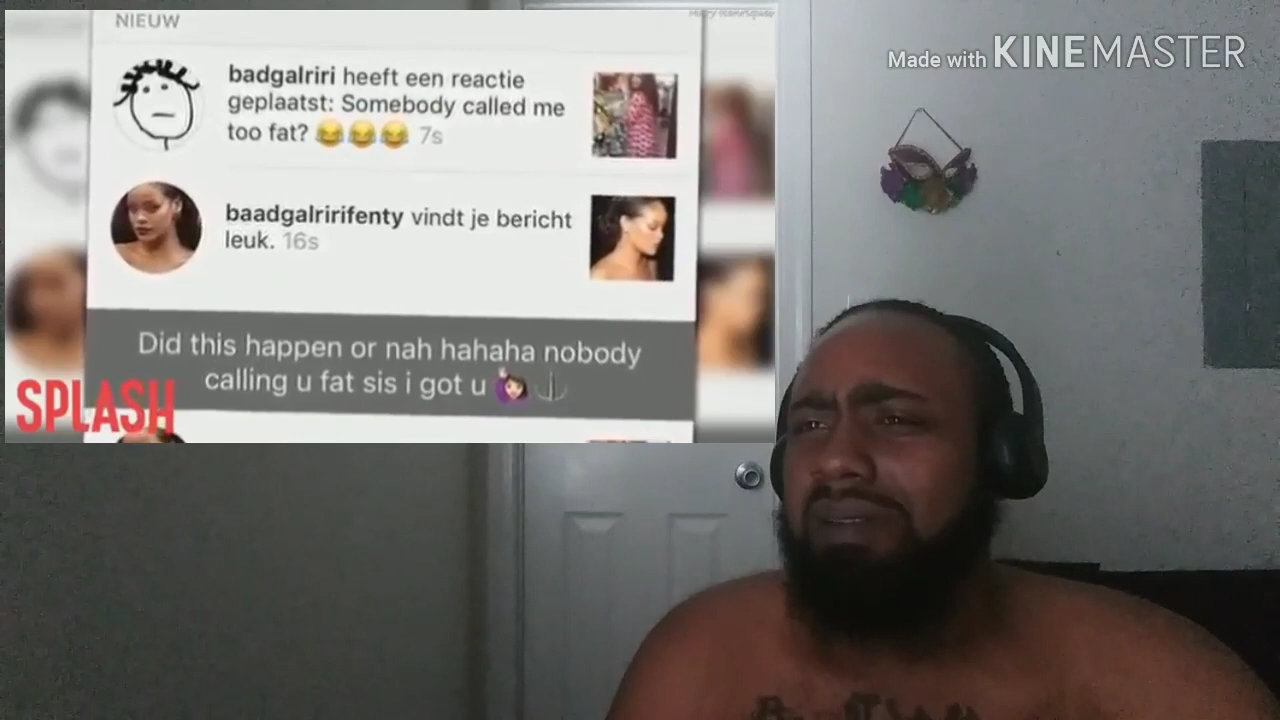 NIEUW
badgalriri heeft een reactie
geplaatst: Somebody called me
too fat? 😂😂😂 7s
baadgalririfenty vindt je bericht
leuk. 16s
Did this happen or nah hahaha nobody
calling u fat sis i got u 🙋🏻⚓
SPLASH
Made with KINEMASTER